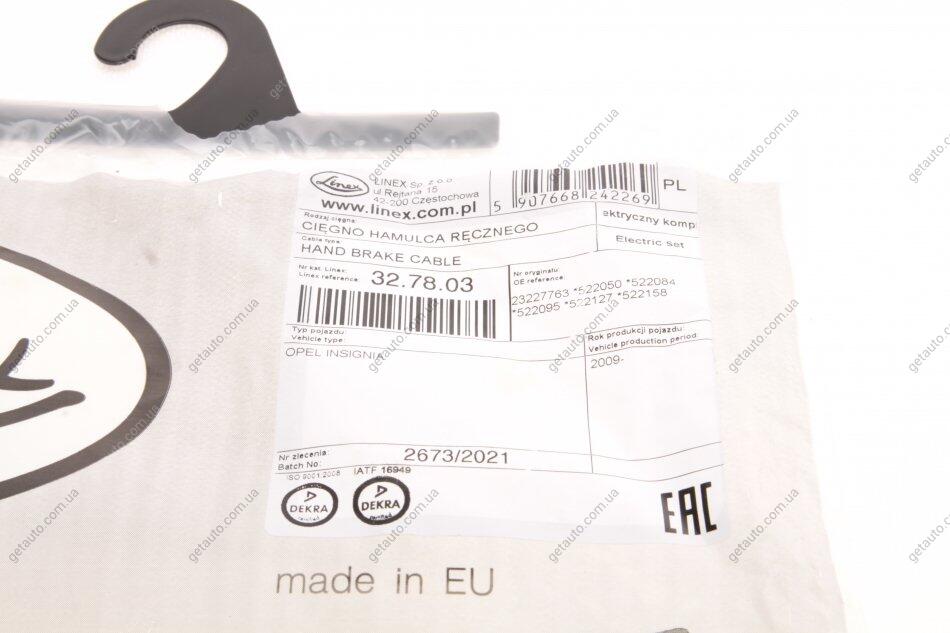 Linex
LINEX Sp. z o.o.
ul Rejtana 15
42-200 Częstochowa
www.linex.com.pl
5 907668 242269
PL
Rodzaj cięgna:
CIĘGNO HAMULCA RĘCZNEGO
ektryczny komp
Cable type:
HAND BRAKE CABLE
Electric set
Nr kat. Linex:
Linex reference:
32.78.03
Nr oryginału:
OE reference:
23227763 *522050 *522084
*522095 *522127 *522158
Typ pojazdu:
Vehicle type:
OPEL INSIGNIA
Rok produkcji pojazdu:
Vehicle production period:
2009-
Nr zlecenia:
Batch No:
2673/2021
ISO 9001:2008
IATF 16949
DEKRA
certified
DEKRA
certified
EAC
made in EU
getauto.com.ua